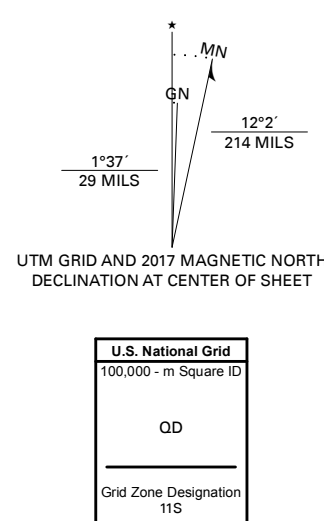 ★
MN
GN
12°2´
214 MILS
1°37´
29 MILS
UTM GRID AND 2017 MAGNETIC NORTH
DECLINATION AT CENTER OF SHEET
U.S. National Grid
100,000 - m Square ID
QD
Grid Zone Designation
11S